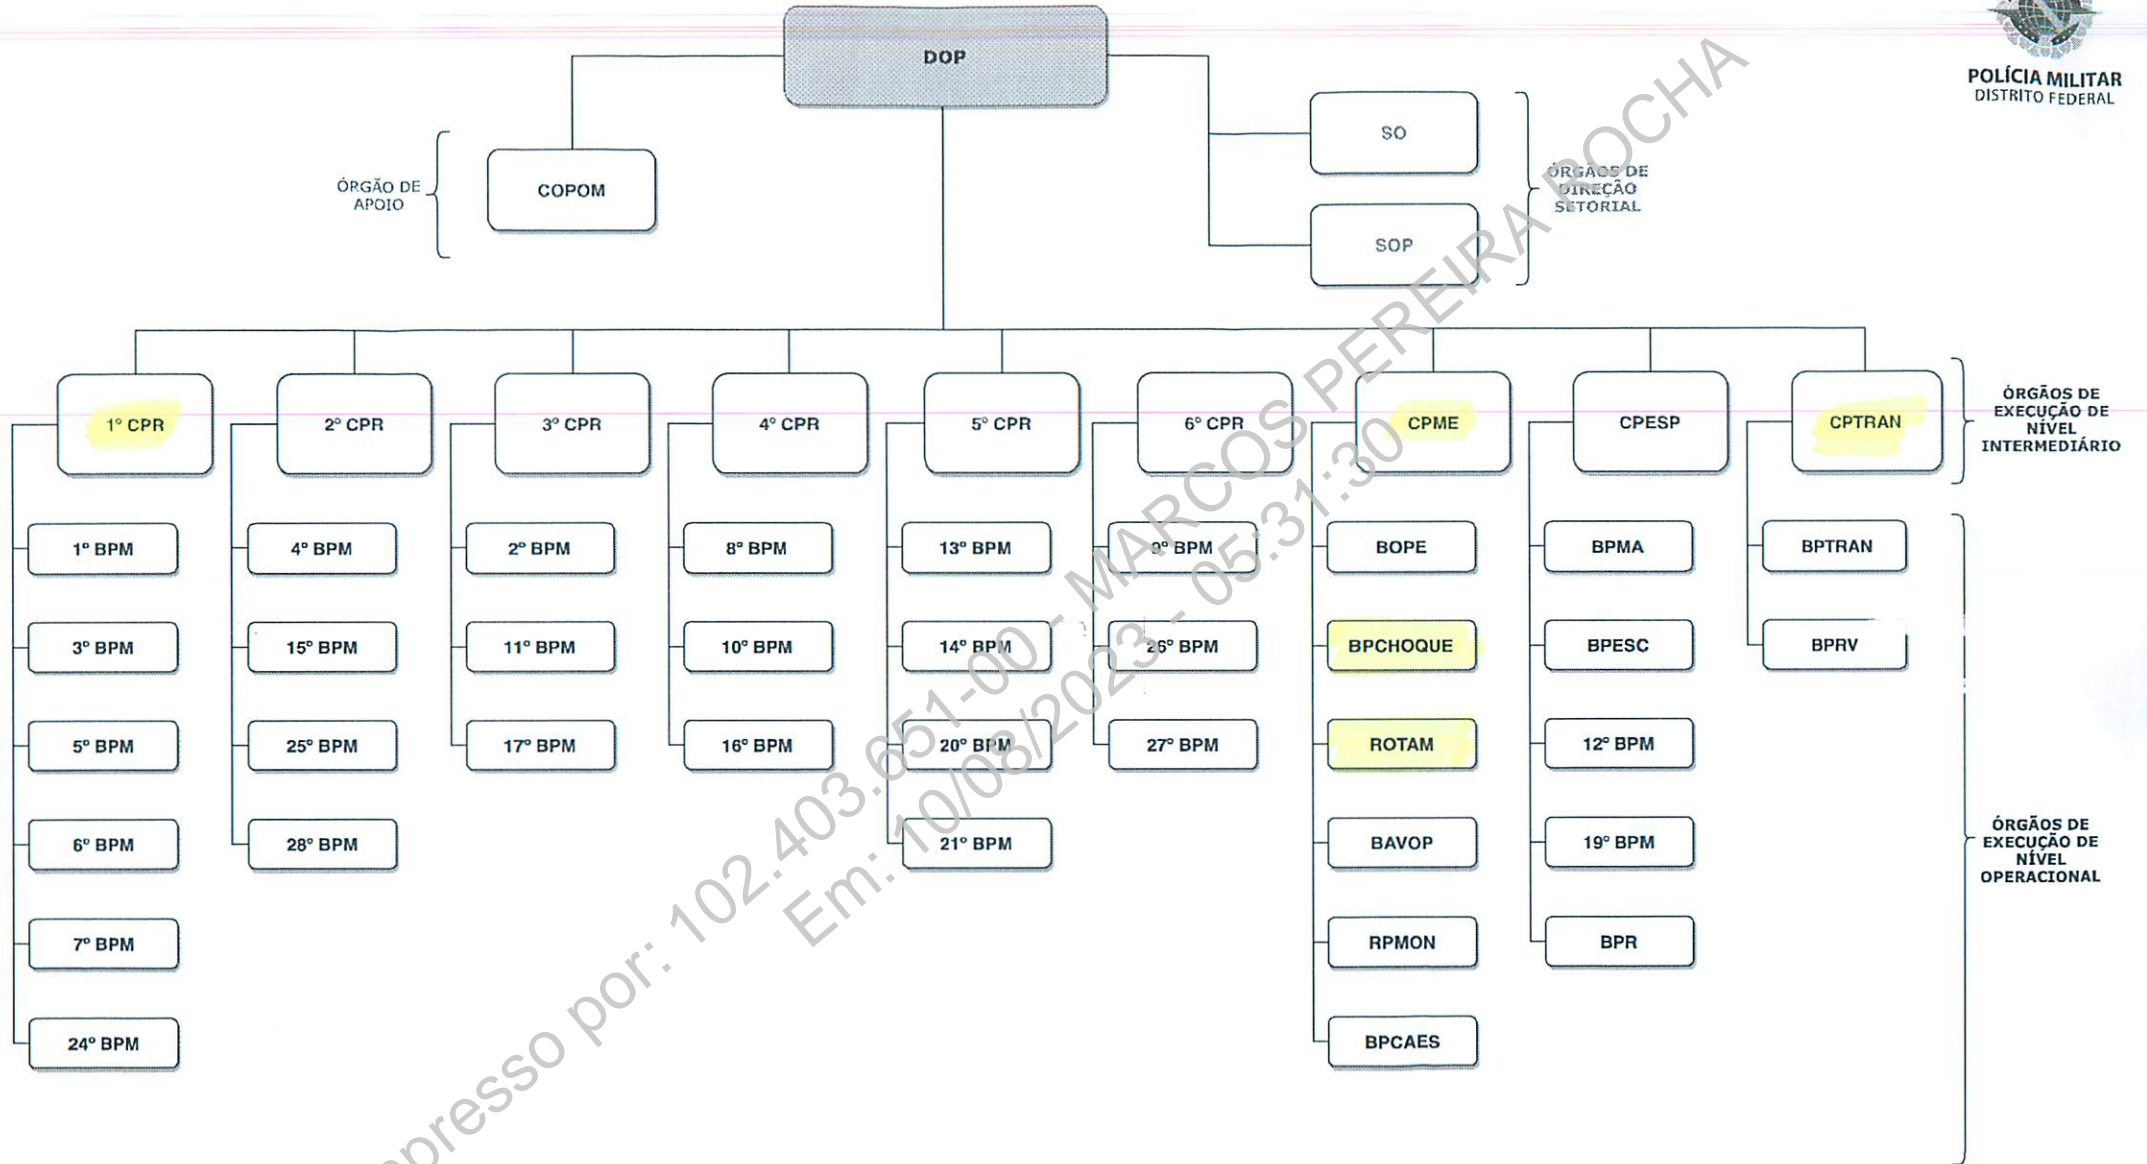 DOP
POLÍCIA MILITAR
DISTRITO FEDERAL
ÓRGÃO DE
APOIO
COPOM
SO
SOP
ÓRGÃOS DE
DIREÇÃO
SETORIAL
1º CPR
2º CPR
3º CPR
4º CPR
5º CPR
6º CPR
CPME
CPESP
CPTRAN
ÓRGÃOS DE
EXECUÇÃO DE
NÍVEL
INTERMEDIÁRIO
1º BPM
3º BPM
5º BPM
6º BPM
7º BPM
24º BPM
4º BPM
15º BPM
25º BPM
28º BPM
2º BPM
11º BPM
17º BPM
8º BPM
10º BPM
16º BPM
13º BPM
14º BPM
20º BPM
21º BPM
9º BPM
26º BPM
27º BPM
BOPE
BPCHOQUE
ROTAM
BAVOP
RPMON
BPCAES
BPMA
BPESC
12º BPM
19º BPM
BPR
BPTRAN
BPRV
ÓRGÃOS DE
EXECUÇÃO DE
NÍVEL
OPERACIONAL
presso por: 102.403.651-00 - MARCOS PEREIRA ROCHA
Em: 10/08/2023 - 05:31:30